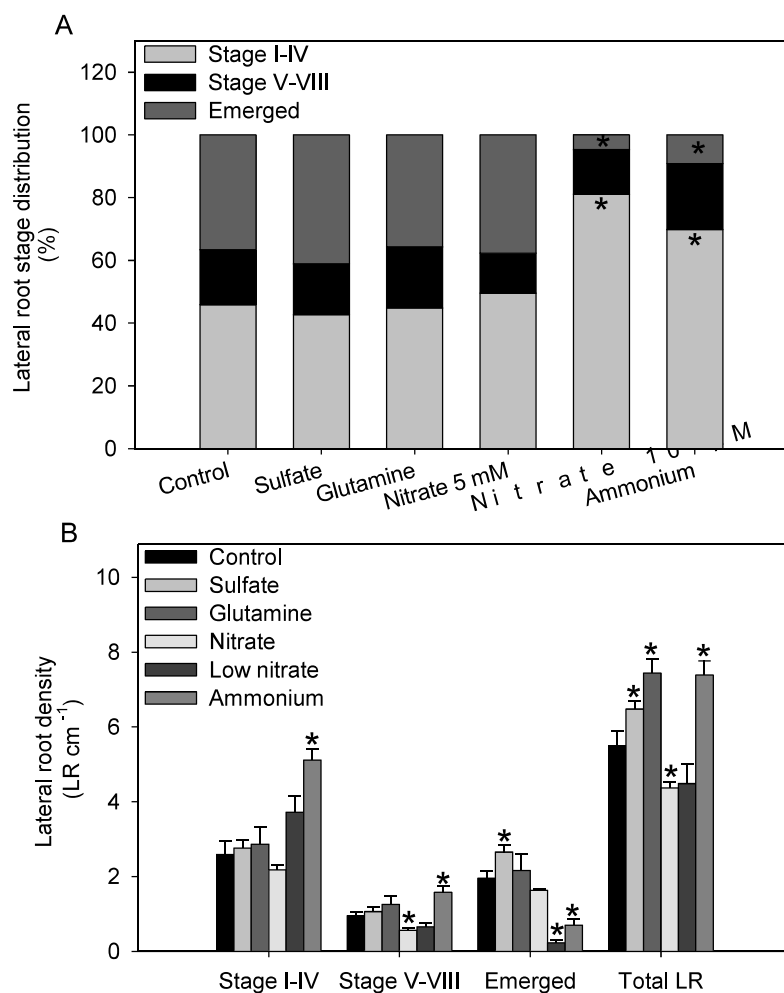 A
Stage I-IV
Stage V-VIII
Emerged
Lateral root stage distribution
(%)
120
100
80
60
40
20
0
Control
Sulfate
Glutamine
Nitrate 5 mM
Nitrate
M
Ammonium
B
Control
Sulfate
Glutamine
Nitrate
Low nitrate
Ammonium
Lateral root density
(LR cm -1)
10
8
6
4
2
0
Stage I-IV
Stage V-VIII
Emerged
Total LR